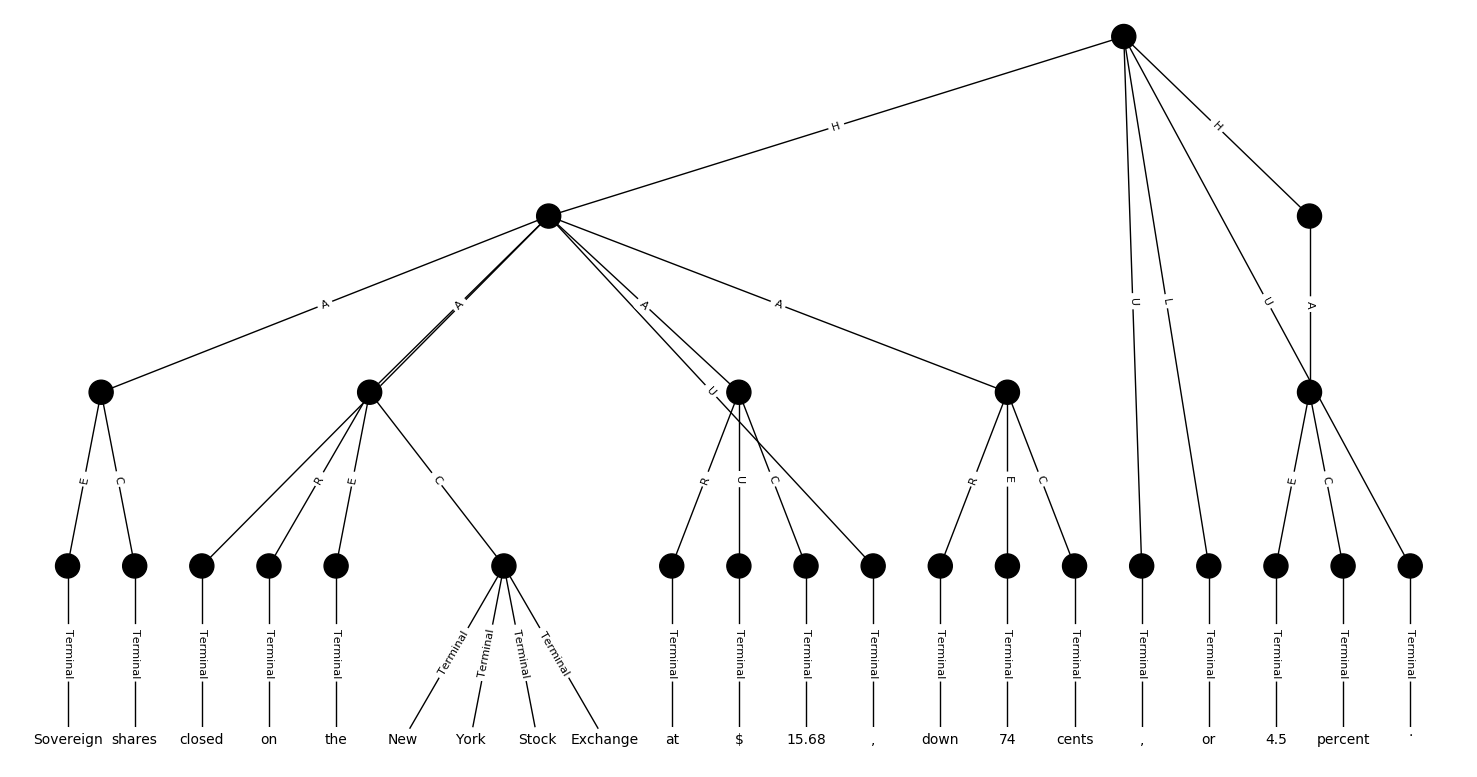 H H
A A A A U U L U A
E C R E C R U C R E C E C
Terminal Terminal Terminal Terminal Terminal Terminal Terminal Terminal Terminal Terminal Terminal Terminal Terminal Terminal Terminal Terminal Terminal Terminal Terminal Terminal Terminal
Sovereign shares closed on the New York Stock Exchange at $ 15.68 , down 74 cents , or 4.5 percent .